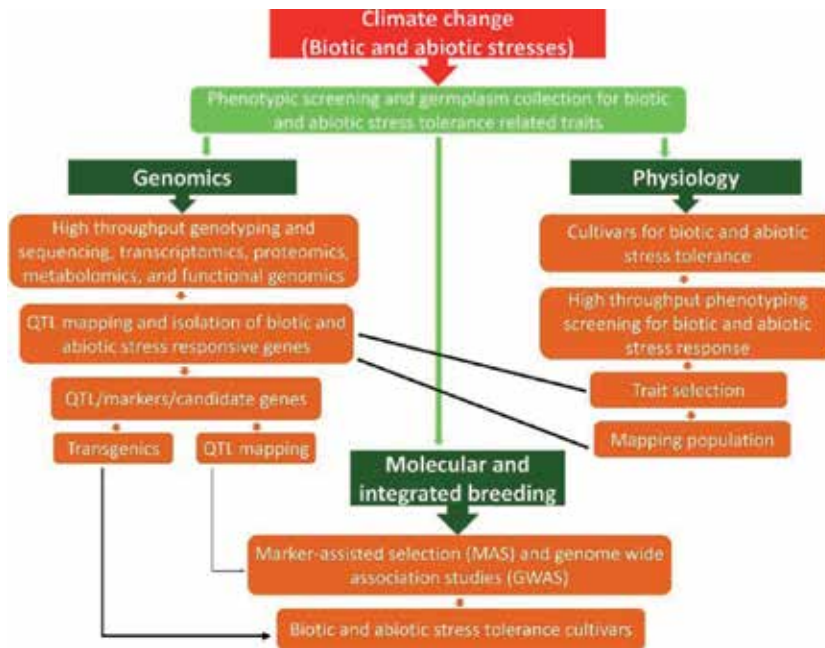 Climate change
(Biotic and abiotic stresses)
Phenotypic screening and germplasm collection for biotic
and abiotic stress tolerance related traits
Genomics
High throughput genotyping and
sequencing, transcriptomics, proteomics,
metabolomics, and functional genomics
QTL mapping and isolation of biotic and
abiotic stress responsive genes
QTL/markers/candidate genes
Transgenics
QTL mapping
Physiology
Cultivars for biotic and abiotic
stress tolerance
High throughput phenotyping
screening for biotic and abiotic
stress response
Trait selection
Mapping population
Molecular and
integrated breeding
Marker-assisted selection (MAS) and genome wide
association studies (GWAS)
Biotic and abiotic stress tolerance cultivars